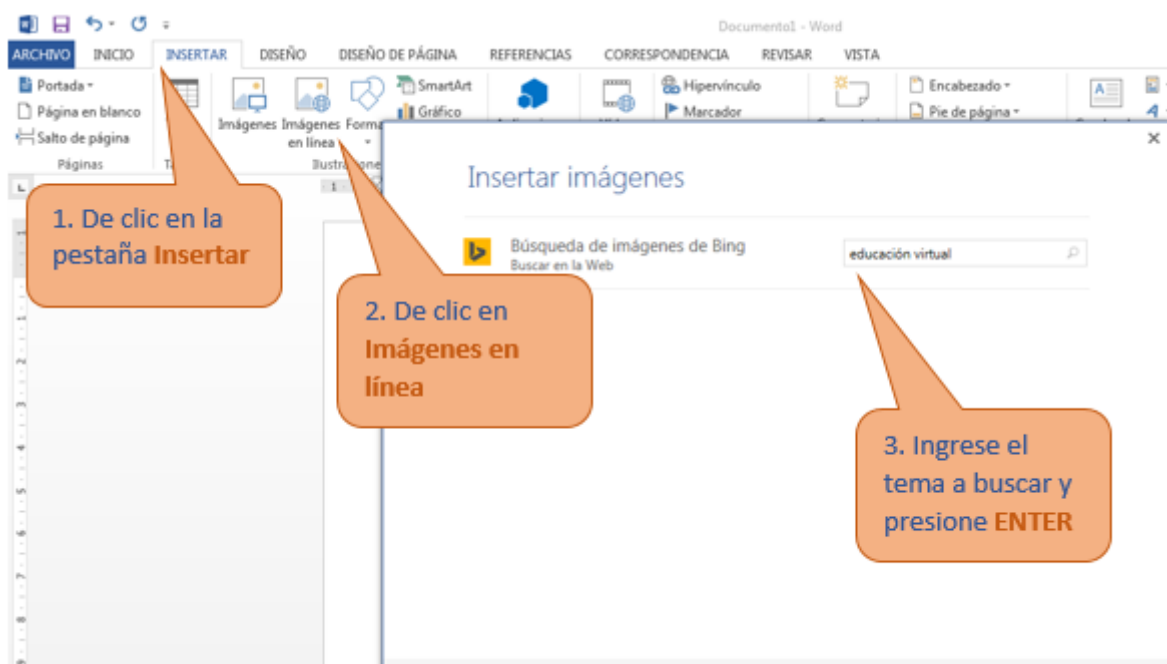 Documento1 - Word
ARCHIVO INICIO INSERTAR DISEÑO DISEÑO DE PÁGINA REFERENCIAS CORRESPONDENCIA REVISAR VISTA
Portada
Página en blanco
Salto de página
Páginas
Imágenes
Imágenes
en línea
SmartArt
Gráfico
Hipervínculo
Marcador
Encabezado
Pie de página
Insertar imágenes
Búsqueda de imágenes de Bing
Buscar en la Web
educación virtual
1. De clic en la
pestaña Insertar
2. De clic en
Imágenes en
línea
3. Ingrese el
tema a buscar y
presione ENTER